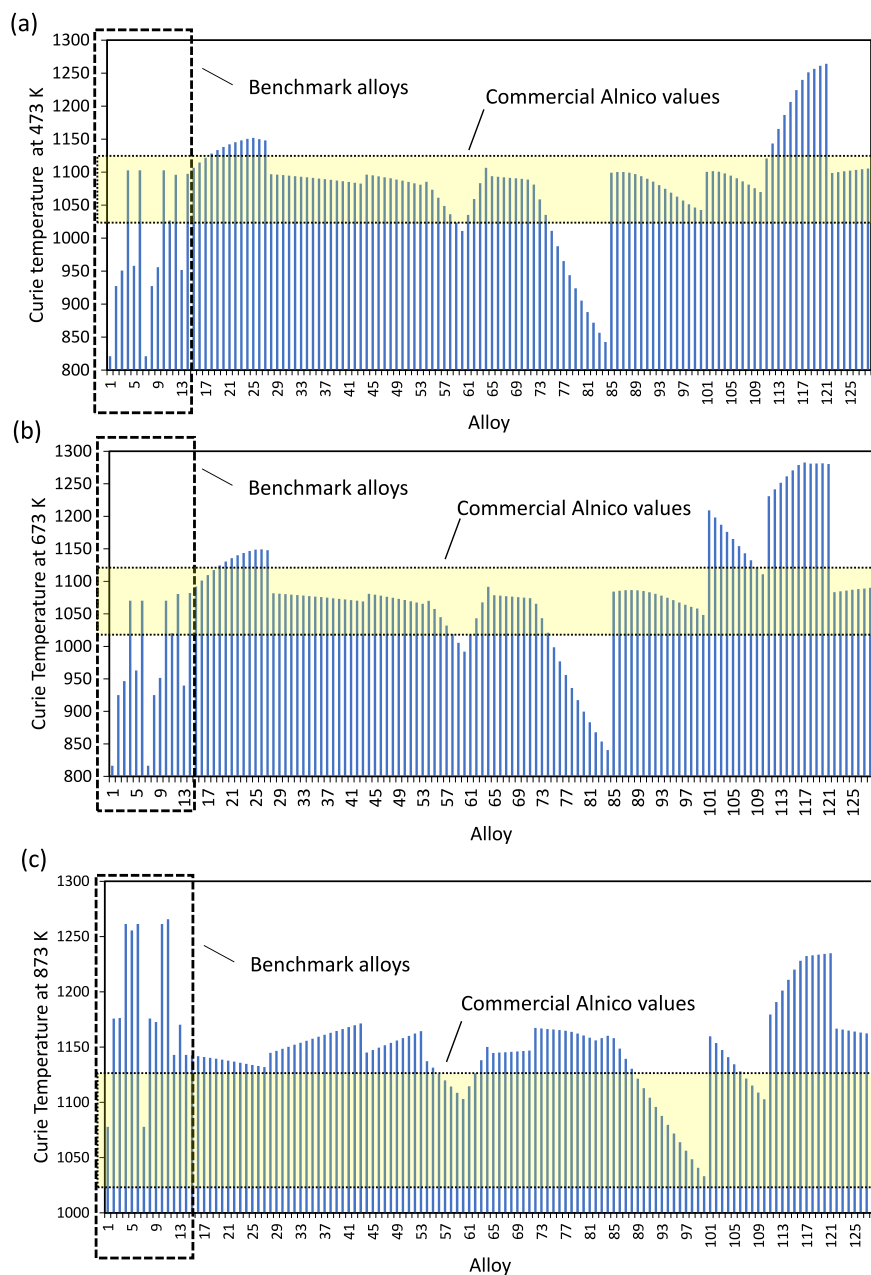 (a)
Curie temperature at 473 K
1300
1250
1200
1150
1100
1050
1000
950
900
850
800
Benchmark alloys
Commercial Alnico values
1 5 9 13 17 21 25 29 33 37 41 45 49 53 57 61 65 69 73 77 81 85 89 93 97 101 105 109 113 117 121 125
Alloy
(b)
Curie Temperature at 673 K
1300
1250
1200
1150
1100
1050
1000
950
900
850
800
Benchmark alloys
Commercial Alnico values
1 5 9 13 17 21 25 29 33 37 41 45 49 53 57 61 65 69 73 77 81 85 89 93 97 101 105 109 113 117 121 125
Alloy
(c)
Curie Temperature at 873 K
1300
1250
1200
1150
1100
1050
1000
Benchmark alloys
Commercial Alnico values
1 5 9 13 17 21 25 29 33 37 41 45 49 53 57 61 65 69 73 77 81 85 89 93 97 101 105 109 113 117 121 125
Alloy